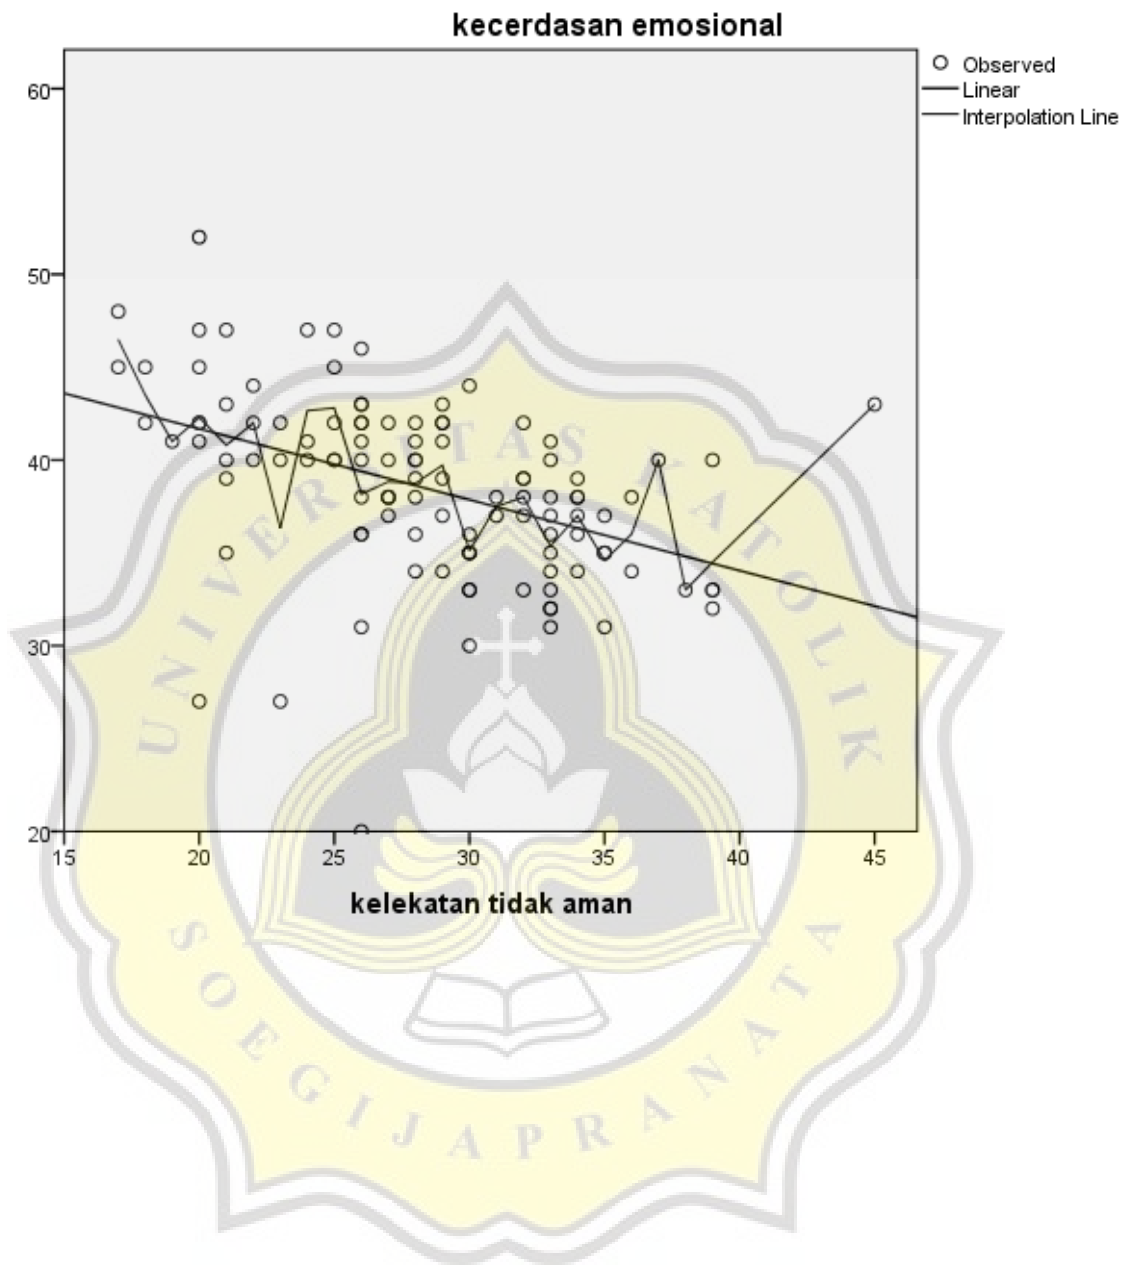 kecerdasan emosional
Observed
Linear
Interpolation Line
60
50
40
30
20
15 20 25 30 35 40 45
kelekatan tidak aman
UNIVERSITAS KATOLIK
SOEGIJAPRANATA